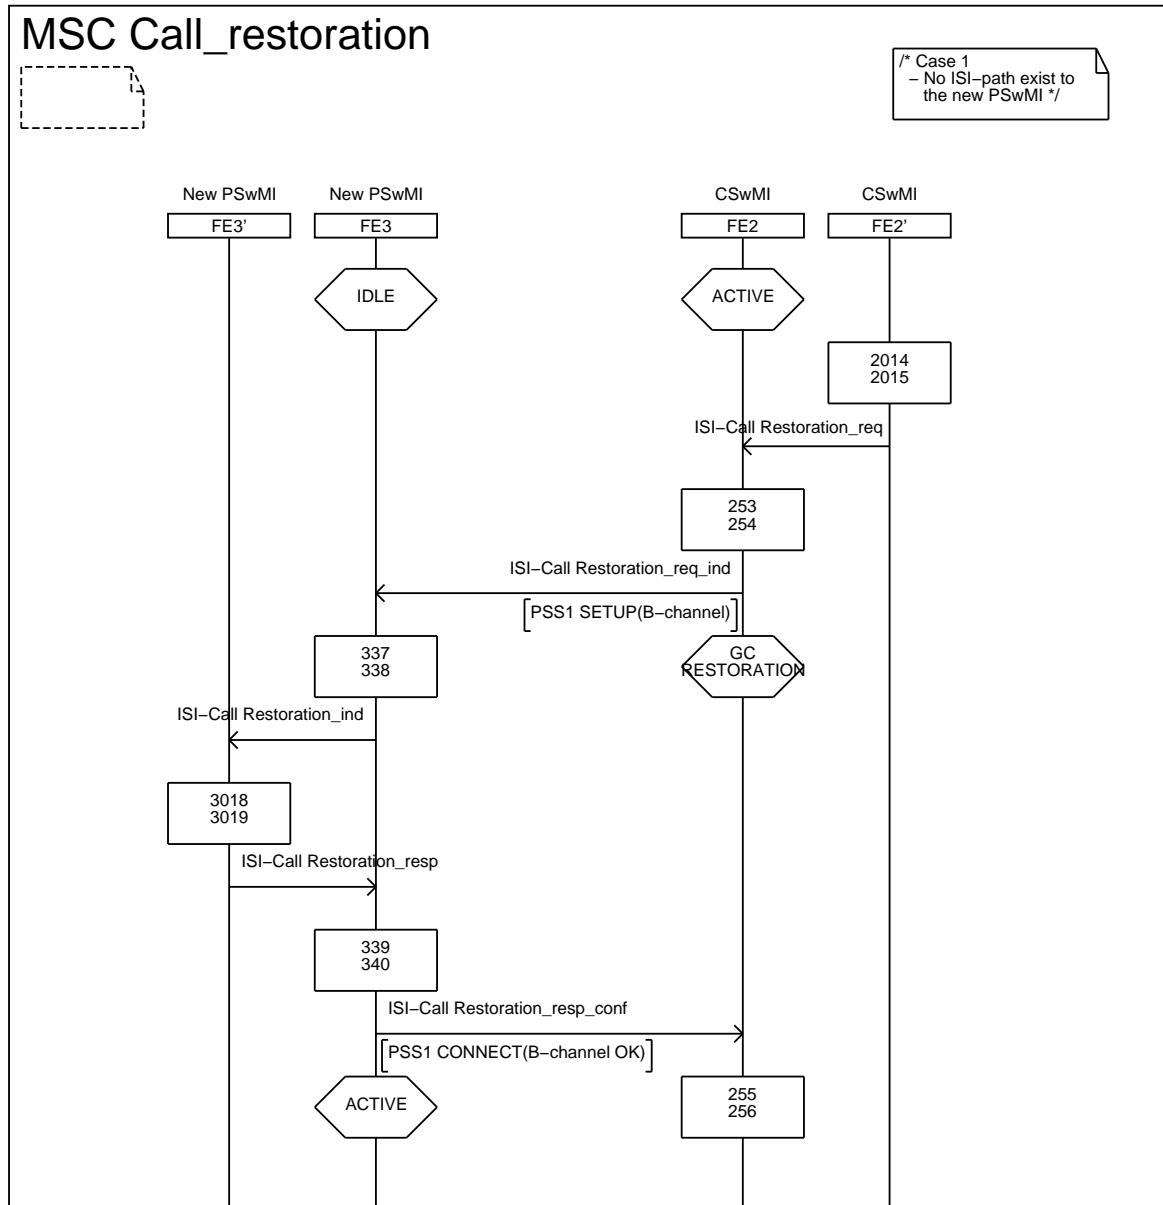 MSC Call_restoration
/* Case 1
– No ISI–path exist to
the new PSwMI */
New PSwMI
New PSwMI
CSwMI
CSwMI
FE3'
FE3
FE2
FE2'
IDLE
ACTIVE
2014
2015
ISI–Call Restoration_req
253
254
ISI–Call Restoration_req_ind
PSS1 SETUP(B–channel)
337
338
GC
RESTORATION
ISI–Call Restoration_ind
3018
3019
ISI–Call Restoration_resp
339
340
ISI–Call Restoration_resp_conf
PSS1 CONNECT(B–channel OK)
ACTIVE
255
256